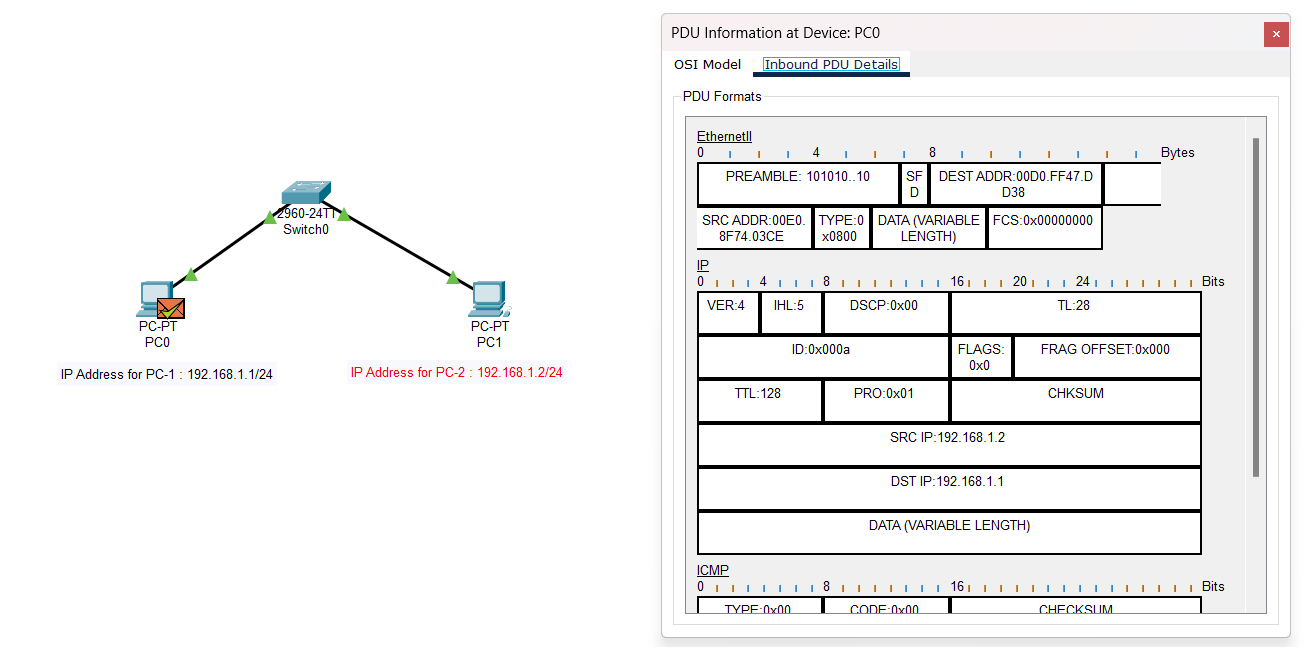 2960-24TT
Switch0
PC-PT
PC0
PC-PT
PC1
IP Address for PC-1 : 192.168.1.1/24
IP Address for PC-2 : 192.168.1.2/24
PDU Information at Device: PC0
×
OSI Model Inbound PDU Details
PDU Formats
EthernetII
0 4 8 Bytes
PREAMBLE: 101010..10
SF
D
DEST ADDR:00D0.FF47.D
D38
SRC ADDR:00E0.
8F74.03CE
TYPE:0
x0800
DATA (VARIABLE
LENGTH)
FCS:0x00000000
IP
0 4 8 16 20 24 Bits
VER:4 IHL:5 DSCP:0x00 TL:28
ID:0x000a
FLAGS:
0x0
FRAG OFFSET:0x000
TTL:128 PRO:0x01 CHKSUM
SRC IP:192.168.1.2
DST IP:192.168.1.1
DATA (VARIABLE LENGTH)
ICMP
0 8 16 Bits
TYPE:0x00 CODE:0x00 CHECKSUM